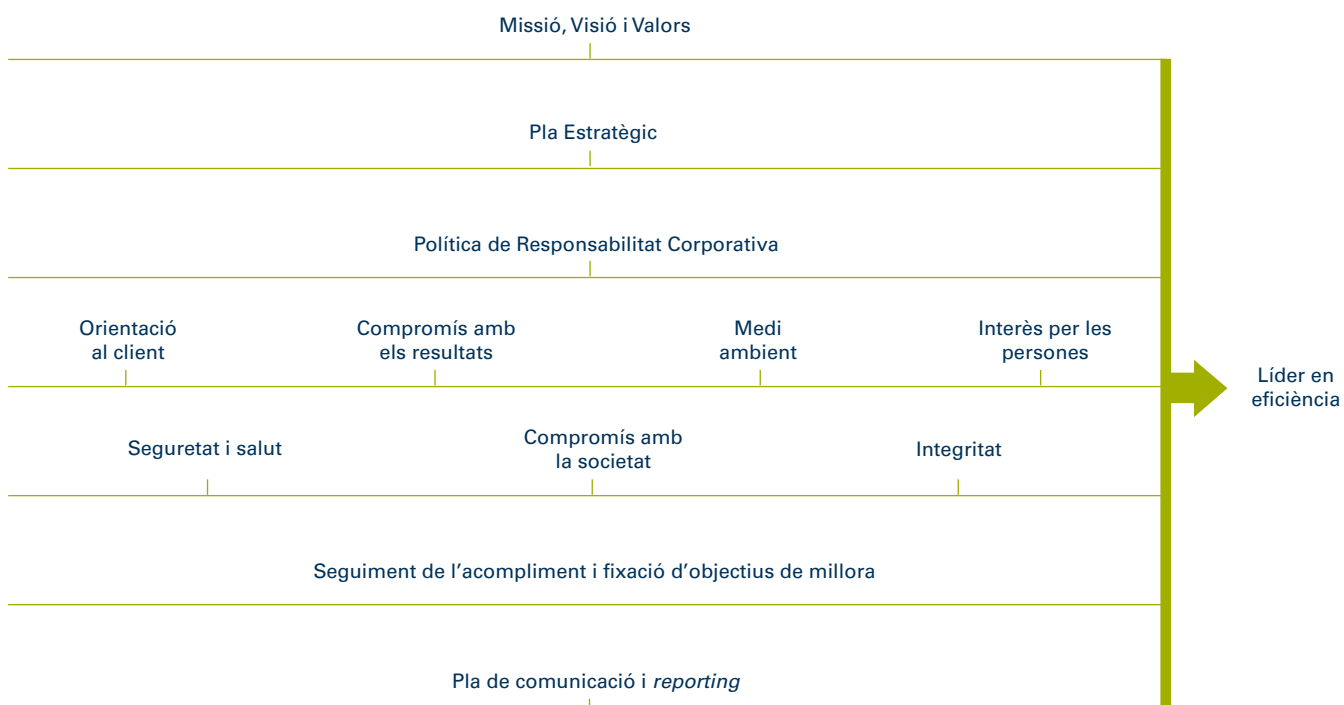 Missió, Visió i Valors
Pla Estratègic
Política de Responsabilitat Corporativa
Orientació
al client
Compromís amb
els resultats
Medi
ambient
Interès per les
persones
Líder en
eficiència
Seguretat i salut
Compromís amb
la societat
Integritat
Seguiment de l’acompliment i fixació d’objectius de millora
Pla de comunicació i reporting